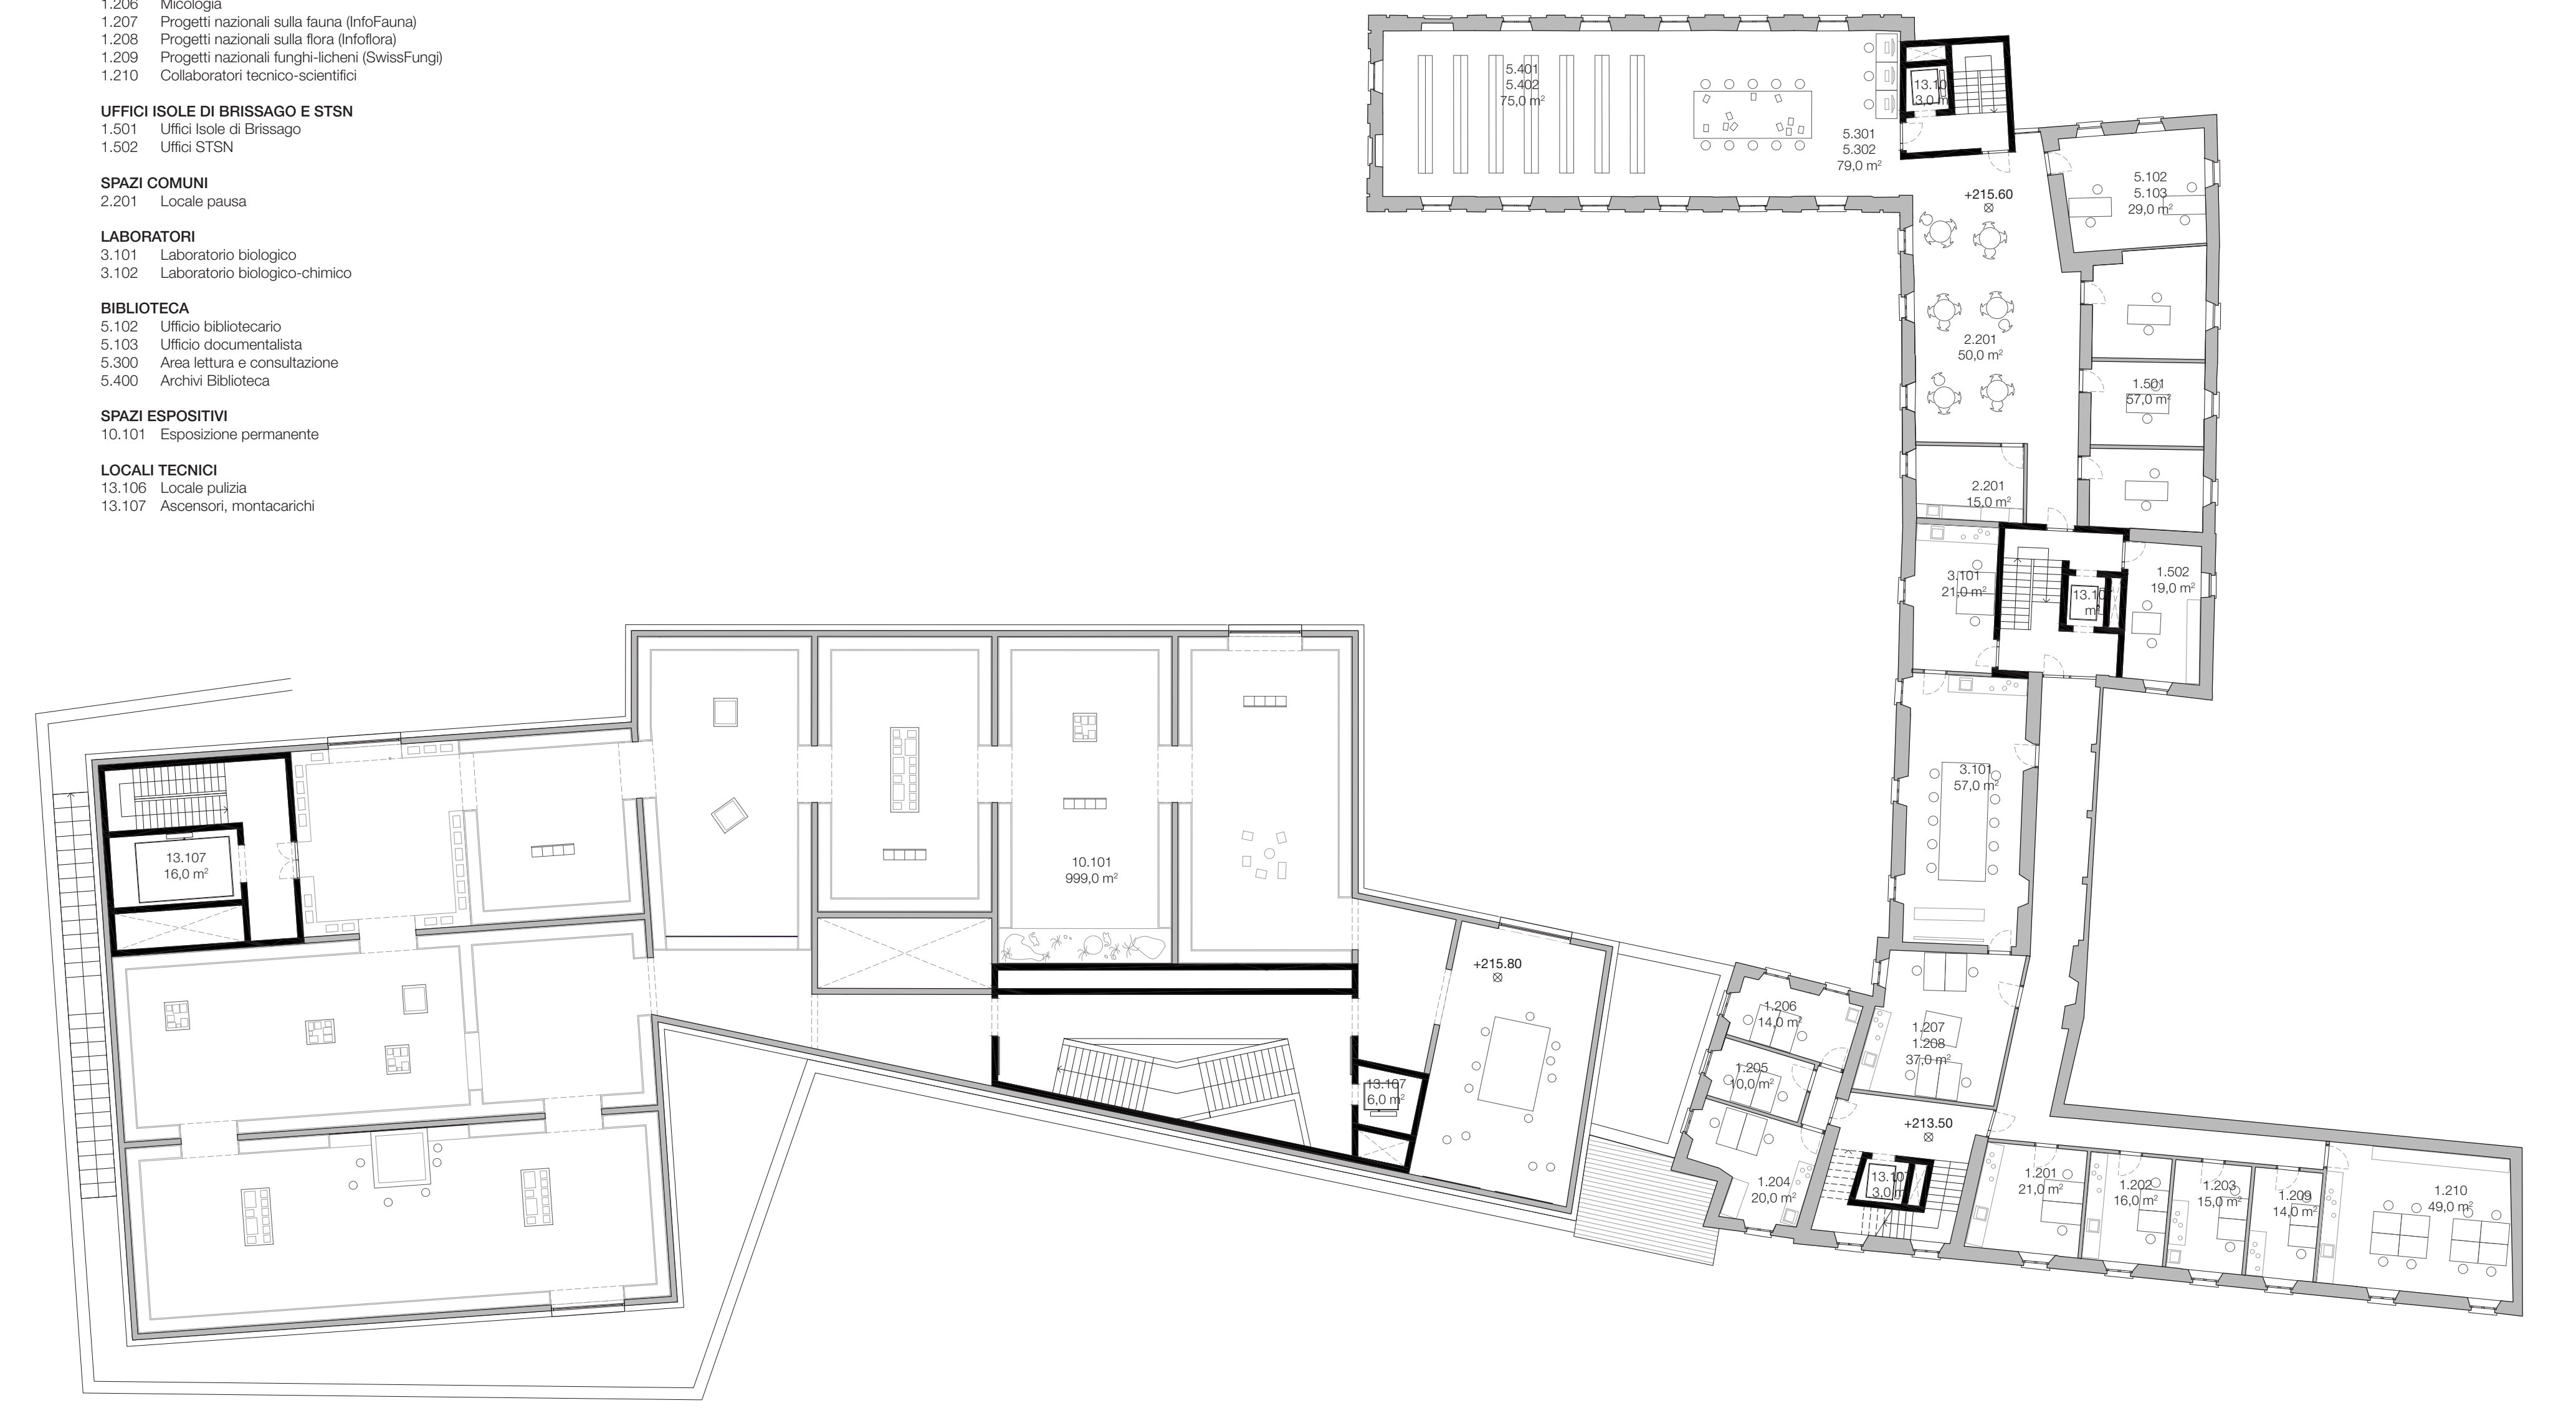 1.206 Micologia
1.207 Progetti nazionali sulla fauna (InfoFauna)
1.208 Progetti nazionali sulla flora (Infoflora)
1.209 Progetti nazionali funghi-licheni (SwissFungi)
1.210 Collaboratori tecnico-scientifici
UFFICI ISOLE DI BRISSAGO E STSN
1.501 Uffici Isole di Brissago
1.502 Uffici STSN
SPAZI COMUNI
2.201 Locale pausa
LABORATORI
3.101 Laboratorio biologico
3.102 Laboratorio biologico-chimico
BIBLIOTECA
5.102 Ufficio bibliotecario
5.103 Ufficio documentalista
5.300 Area lettura e consultazione
5.400 Archivi Biblioteca
SPAZI ESPOSITIVI
10.101 Esposizione permanente
LOCALI TECNICI
13.106 Locale pulizia
13.107 Ascensori, montacarichi
5.401
5.402
75,0 m²
5.301
5.302
79,0 m²
13.10
3,0 m
+215.60
5.102
5.103
29,0 m²
2.201
50,0 m²
1.501
57,0 m²
2.201
15,0 m²
3.101
21,0 m²
13.10
m²
1.502
19,0 m²
3.101
57,0 m²
13.107
16,0 m²
10.101
999,0 m²
+215.80
13.107
6,0 m²
1.206
14,0 m²
1.205
10,0 m²
1.204
20,0 m²
1.207
1.208
37,0 m²
+213.50
13.10
3,0 m
1.201
21,0 m²
1.202
16,0 m²
1.203
15,0 m²
1.209
14,0 m²
1.210
49,0 m²